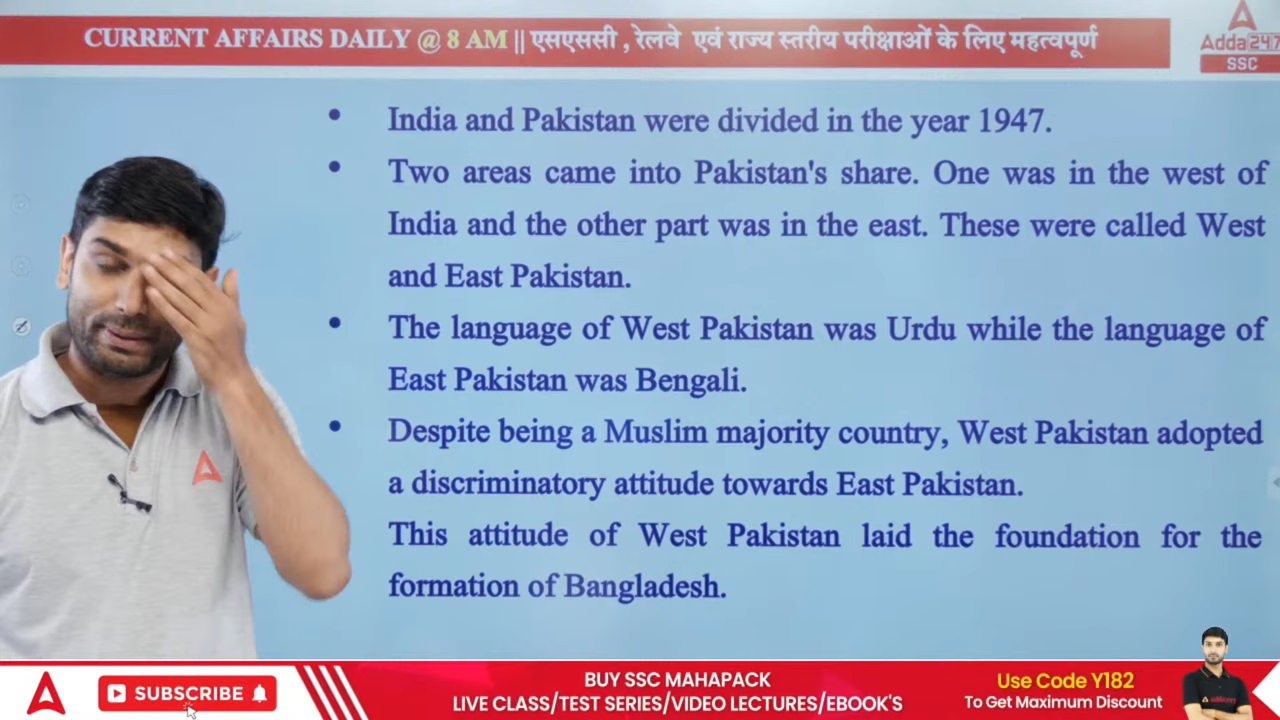 CURRENT AFFAIRS DAILY @ 8 AM || एसएससी , रेलवे एवं राज्य स्तरीय परीक्षाओं के लिए महत्वपूर्ण
Adda247
SSC
• India and Pakistan were divided in the year 1947.
• Two areas came into Pakistan's share. One was in the west of
India and the other part was in the east. These were called West
and East Pakistan.
• The language of West Pakistan was Urdu while the language of
East Pakistan was Bengali.
• Despite being a Muslim majority country, West Pakistan adopted
a discriminatory attitude towards East Pakistan.
This attitude of West Pakistan laid the foundation for the
formation of Bangladesh.
SUBSCRIBE
BUY SSC MAHAPACK
LIVE CLASS/TEST SERIES/VIDEO LECTURES/EBOOK'S
Use Code Y182
To Get Maximum Discount